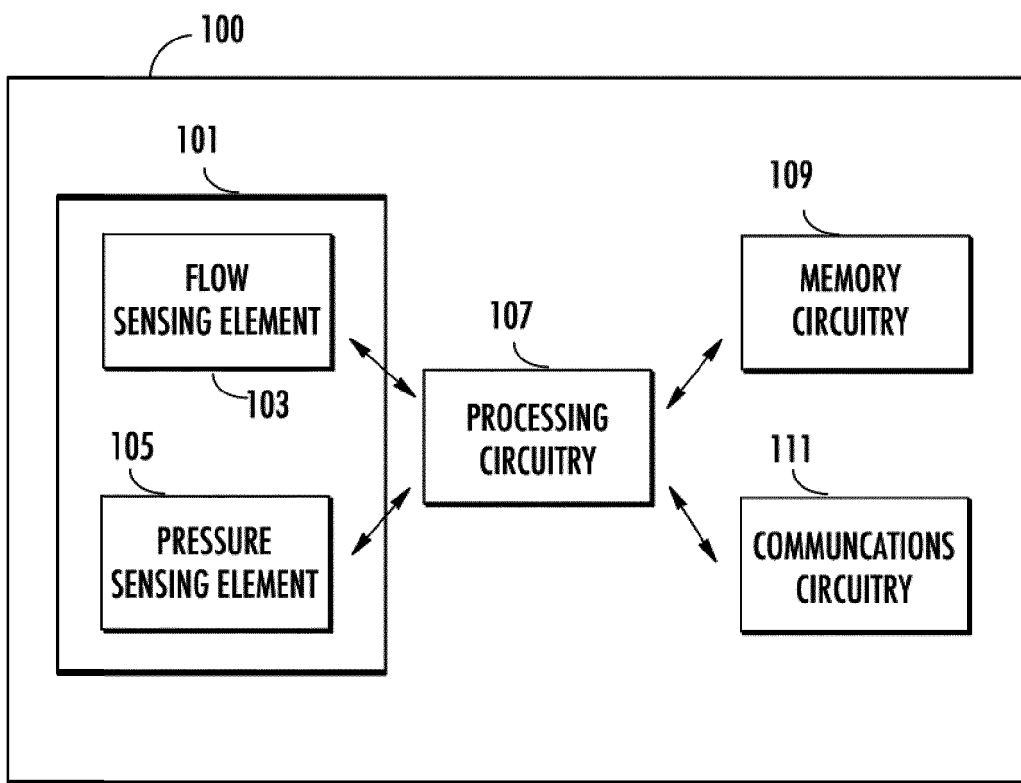 100
101
FLOW
SENSING ELEMENT
103
105
PRESSURE
SENSING ELEMENT
107
PROCESSING
CIRCUITRY
109
MEMORY
CIRCUITRY
111
COMMUNCATIONS
CIRCUITRY